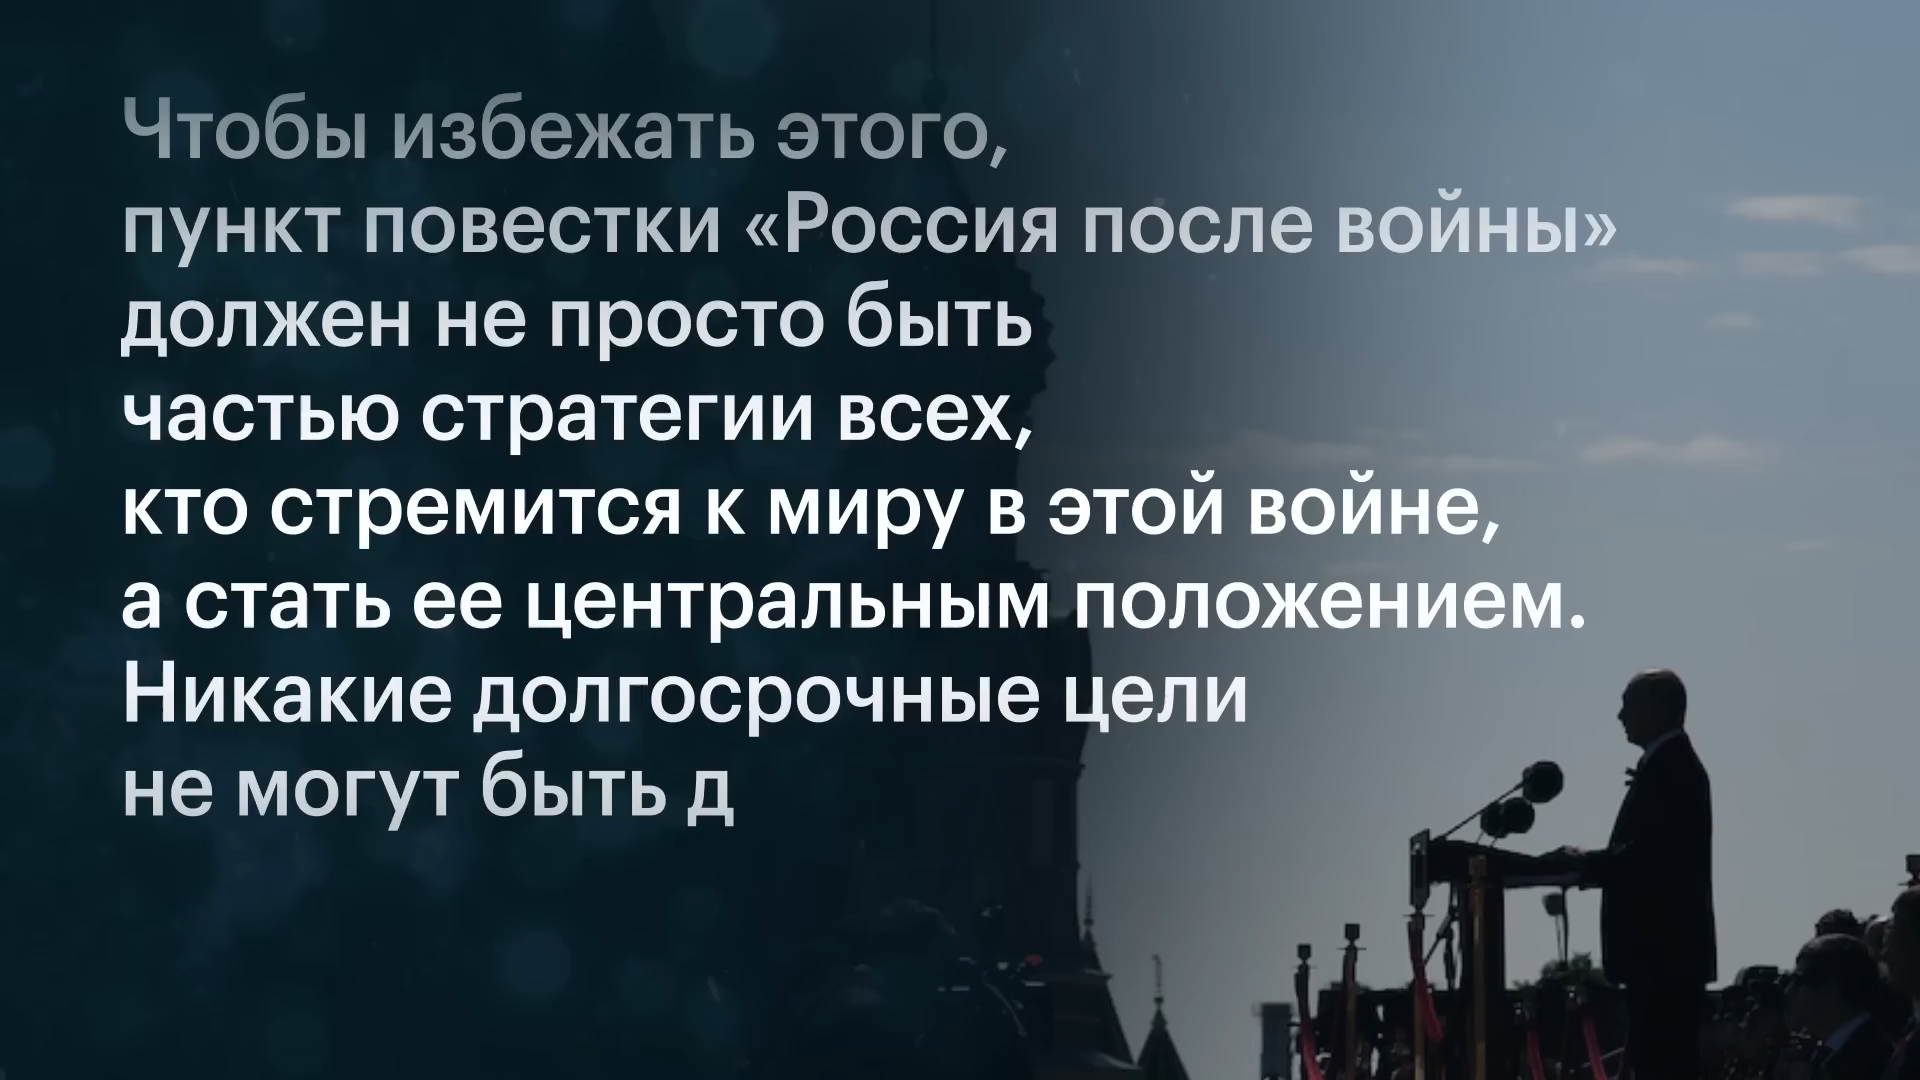 Чтобы избежать этого,
пункт повестки «Россия после войны»
должен не просто быть
частью стратегии всех,
кто стремится к миру в этой войне,
а стать ее центральным положением.
Никакие долгосрочные цели
не могут быть д